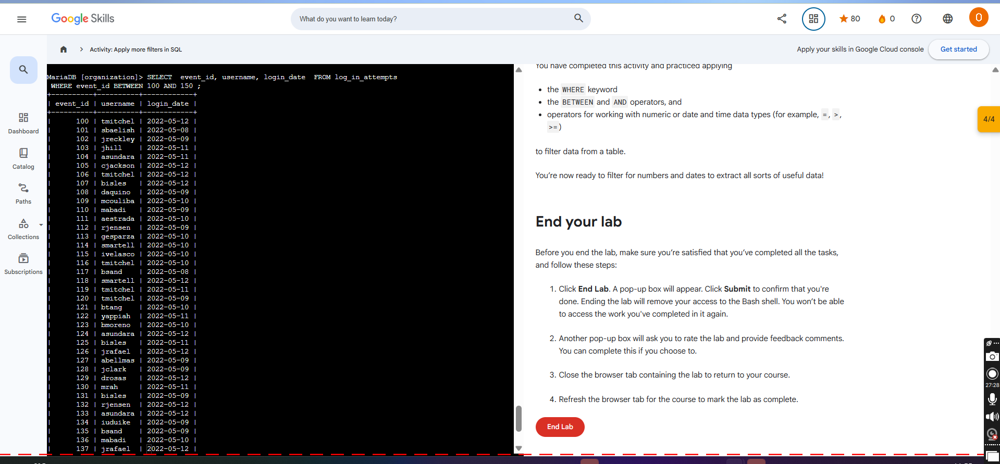 Google Skills
What do you want to learn today?
80
0
O
Activity: Apply more filters in SQL
Apply your skills in Google Cloud console
Get started
Dashboard
Catalog
Paths
Collections
Subscriptions
MariaDB [organization]> SELECT  event_id, username, login_date  FROM log_in_attempts
WHERE event_id BETWEEN 100 AND 150 ;
+----------+----------+------------+
| event_id | username | login_date |
+----------+----------+------------+
|      100 | tmitchel | 2022-05-12 |
|      101 | sbaelish | 2022-05-08 |
|      102 | jreckley | 2022-05-09 |
|      103 | jhill    | 2022-05-11 |
|      104 | asundara | 2022-05-11 |
|      105 | cjackson | 2022-05-12 |
|      106 | tmitchel | 2022-05-12 |
|      107 | bisles   | 2022-05-12 |
|      108 | daquino  | 2022-05-09 |
|      109 | mcouliba | 2022-05-10 |
|      110 | mabadi   | 2022-05-09 |
|      111 | aestrada | 2022-05-10 |
|      112 | rjensen  | 2022-05-09 |
|      113 | gesparza | 2022-05-10 |
|      114 | smartell | 2022-05-10 |
|      115 | ivelasco | 2022-05-10 |
|      116 | tmitchel | 2022-05-10 |
|      117 | bsand    | 2022-05-08 |
|      118 | smartell | 2022-05-12 |
|      119 | tmitchel | 2022-05-11 |
|      120 | tmitchel | 2022-05-09 |
|      121 | btang    | 2022-05-10 |
|      122 | yappiah  | 2022-05-11 |
|      123 | bmoreno  | 2022-05-10 |
|      124 | asundara | 2022-05-12 |
|      125 | bisles   | 2022-05-11 |
|      126 | jrafael  | 2022-05-12 |
|      127 | abellmas | 2022-05-09 |
|      128 | jclark   | 2022-05-09 |
|      129 | drosas   | 2022-05-12 |
|      130 | mrah     | 2022-05-11 |
|      131 | bisles   | 2022-05-09 |
|      132 | rjensen  | 2022-05-12 |
|      133 | asundara | 2022-05-12 |
|      134 | iuduike  | 2022-05-09 |
|      135 | bsand    | 2022-05-09 |
|      136 | mabadi   | 2022-05-10 |
|      137 | jrafael  | 2022-05-12 |
You have completed this activity and practiced applying
• the WHERE keyword
• the BETWEEN and AND operators, and
• operators for working with numeric or date and time data types (for example, =, >,
>=)
to filter data from a table.
You’re now ready to filter for numbers and dates to extract all sorts of useful data!
End your lab
Before you end the lab, make sure you’re satisfied that you’ve completed all the tasks,
and follow these steps:
1. Click End Lab. A pop-up box will appear. Click Submit to confirm that you're
done. Ending the lab will remove your access to the Bash shell. You won’t be able
to access the work you've completed in it again.
2. Another pop-up box will ask you to rate the lab and provide feedback comments.
You can complete this if you choose to.
3. Close the browser tab containing the lab to return to your course.
4. Refresh the browser tab for the course to mark the lab as complete.
End Lab
4/4
27:28